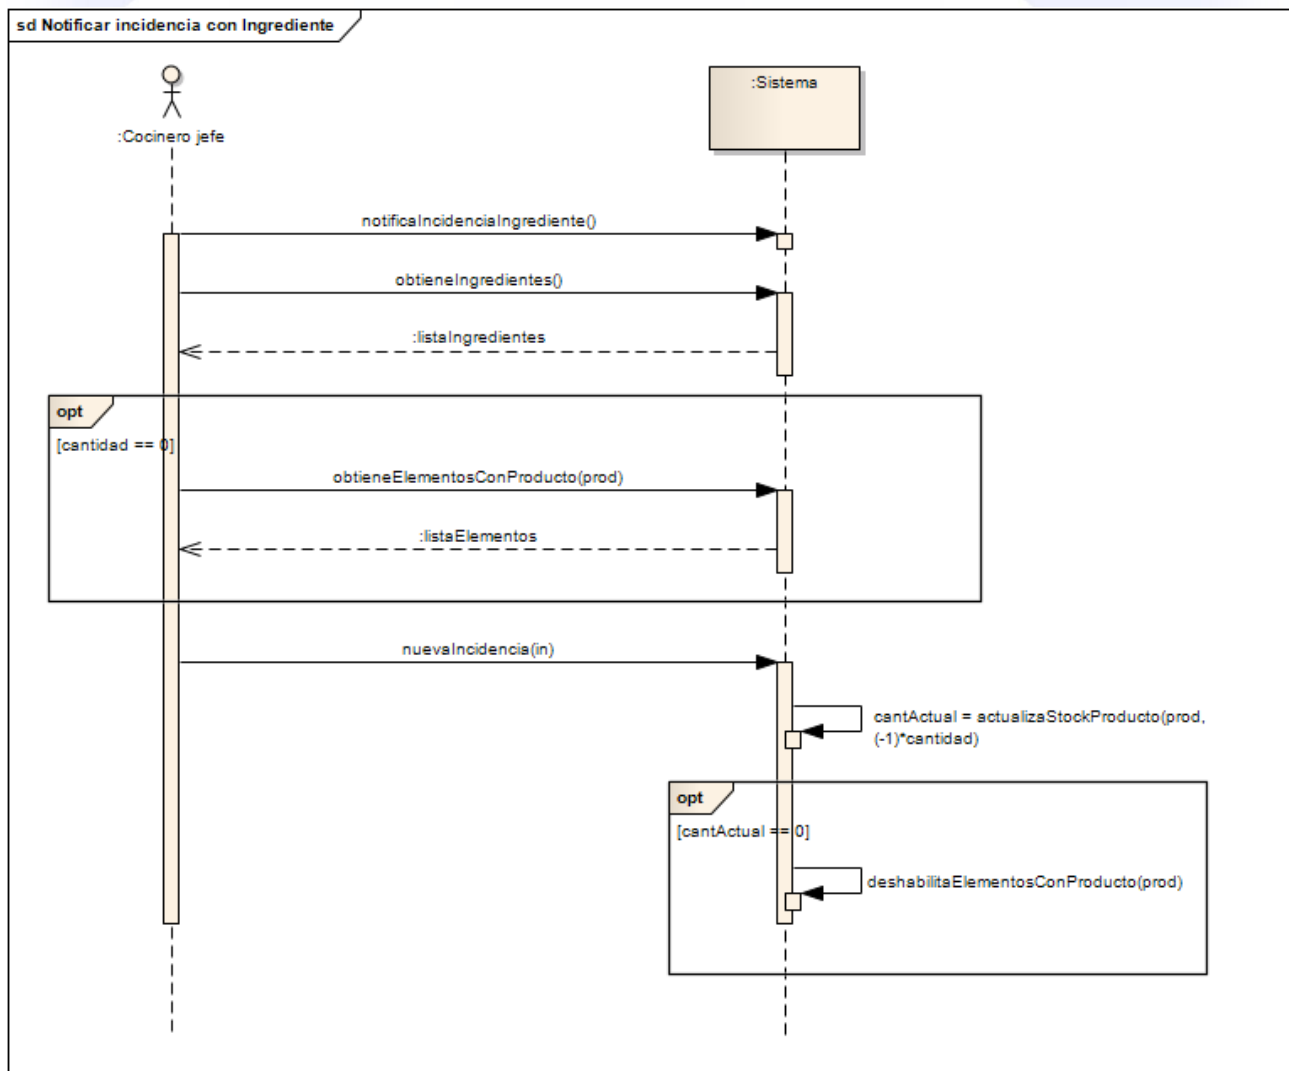 sd Notificar incidencia con Ingrediente
:Cocinero jefe
:Sistema
notificaIncidenciaIngrediente()
obtieneIngredientes()
:listaIngredientes
opt
[cantidad == 0]
obtieneElementosConProducto(prod)
:listaElementos
nuevaIncidencia(in)
cantActual = actualizaStockProducto(prod,
(-1)*cantidad)
opt
[cantActual == 0]
deshabilitaElementosConProducto(prod)